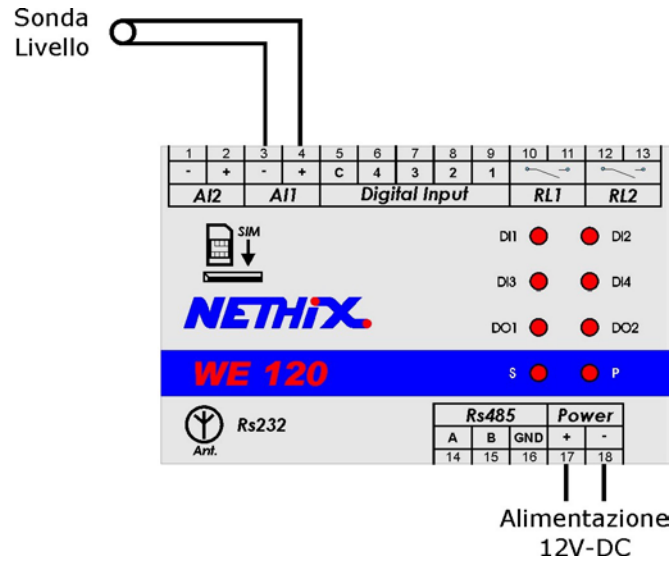 Sonda
Livello
1 2 3 4 5 6 7 8 9 10 11 12 13
- + - + C 4 3 2 1
AI2 AI1 Digital Input RL1 RL2
SIM
DI1 DI2
DI3 DI4
NETHiX
DO1 DO2
WE 120
S P
Rs485 Power
Rs232
A B GND + -
Ant.
14 15 16 17 18
Alimentazione
12V-DC